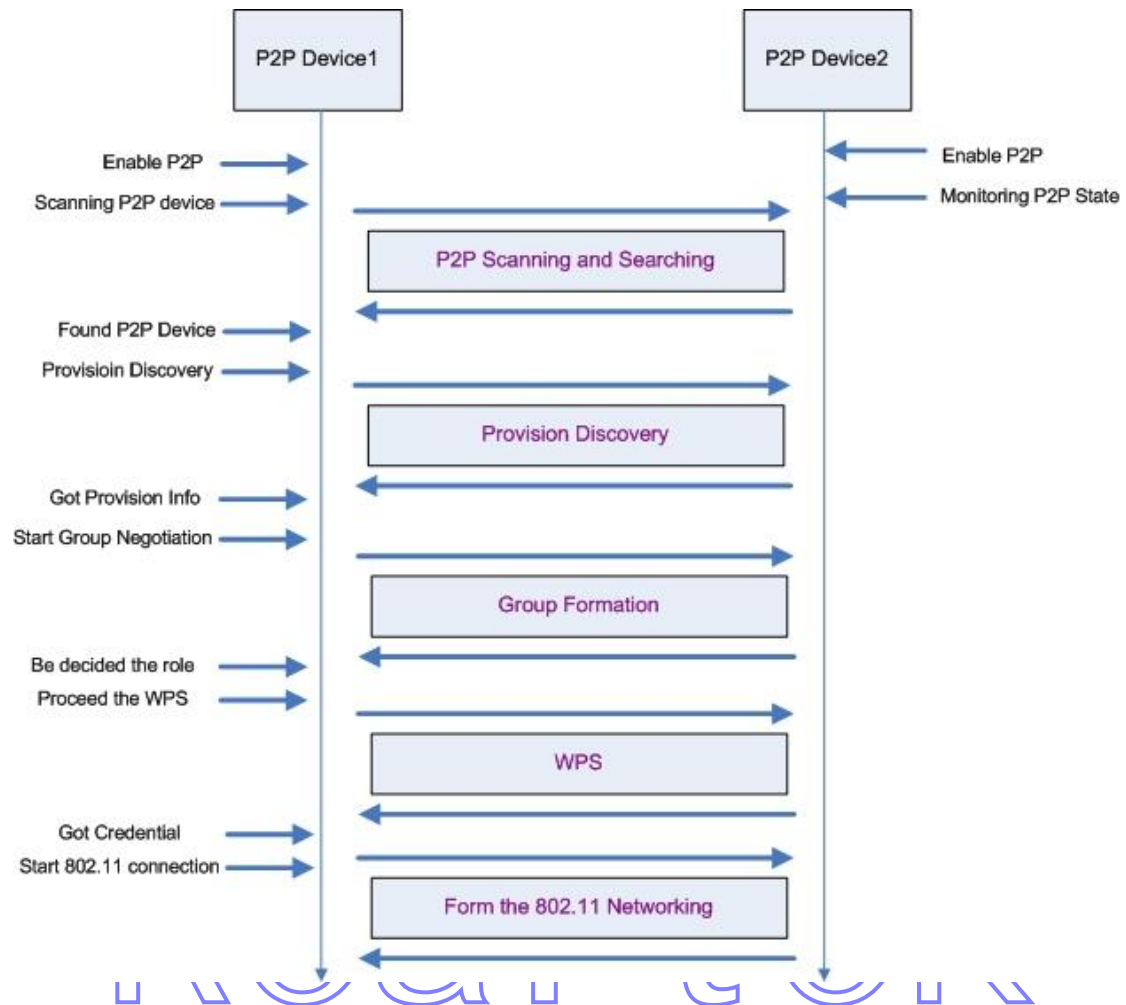 P2P Device1
P2P Device2
Enable P2P
Enable P2P
Scanning P2P device
Monitoring P2P State
P2P Scanning and Searching
Found P2P Device
Provisioin Discovery
Provision Discovery
Got Provision Info
Start Group Negotiation
Group Formation
Be decided the role
Proceed the WPS
WPS
Got Credential
Start 802.11 connection
Form the 802.11 Networking